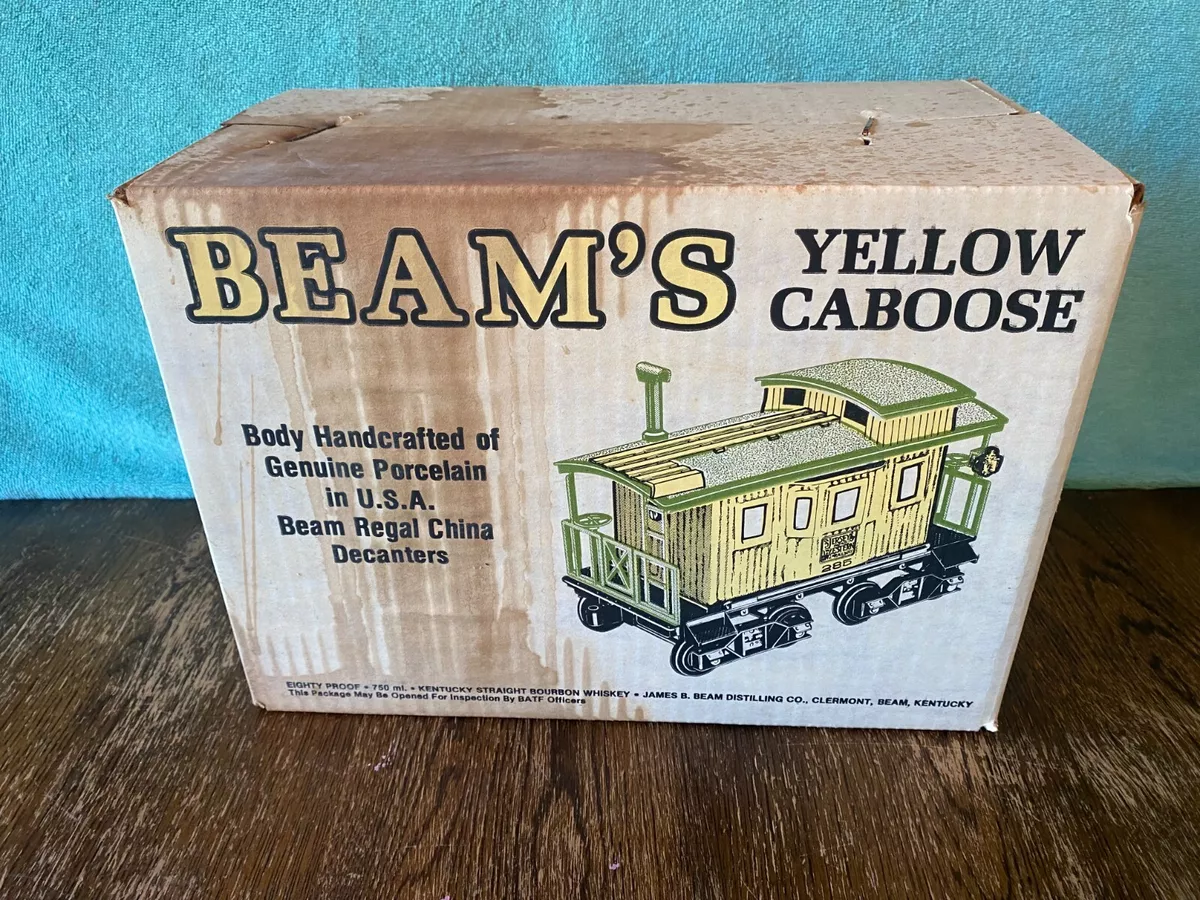 BEAM'S
YELLOW
CABOOSE
Body Handcrafted of
Genuine Porcelain
in U.S.A.
Beam Regal China
Decanters
285
EIGHTY PROOF • 750 ml. • KENTUCKY STRAIGHT BOURBON WHISKEY • JAMES B. BEAM DISTILLING CO., CLERMONT, BEAM, KENTUCKY
This Package May Be Opened For Inspection By BATF Officers